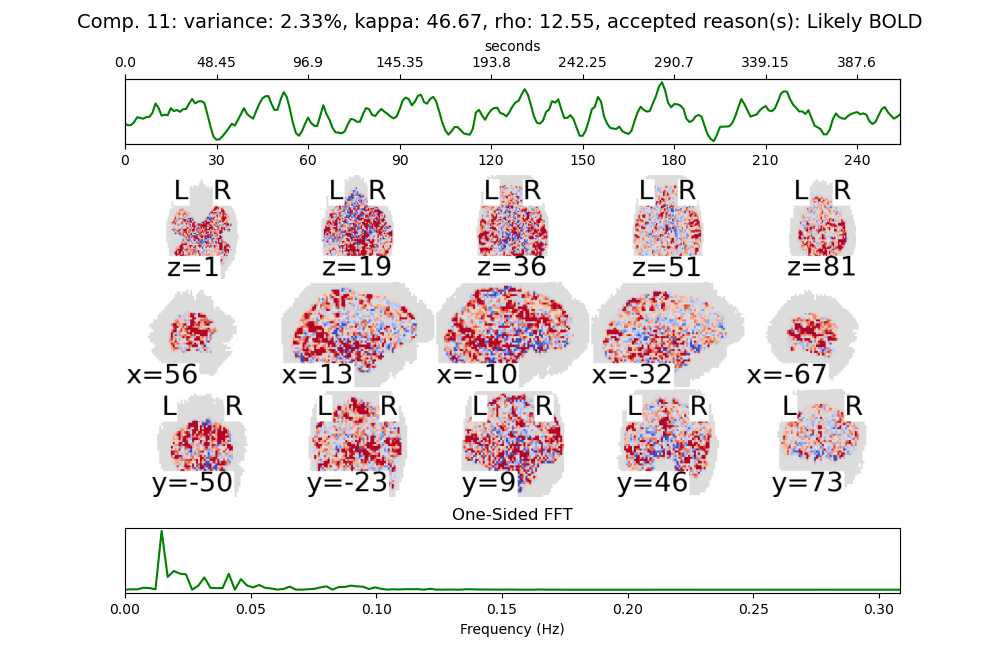 Comp. 11: variance: 2.33%, kappa: 46.67, rho: 12.55, accepted reason(s): Likely BOLD
seconds
0.0 48.45 96.9 145.35 193.8 242.25 290.7 339.15 387.6
0 30 60 90 120 150 180 210 240
L R L R L R L R L R
z=1 z=19 z=36 z=51 z=81
x=56 x=13 x=-10 x=-32 x=-67
L R L R L R L R L R
y=-50 y=-23 y=9 y=46 y=73
One-Sided FFT
0.00 0.05 0.10 0.15 0.20 0.25 0.30
Frequency (Hz)